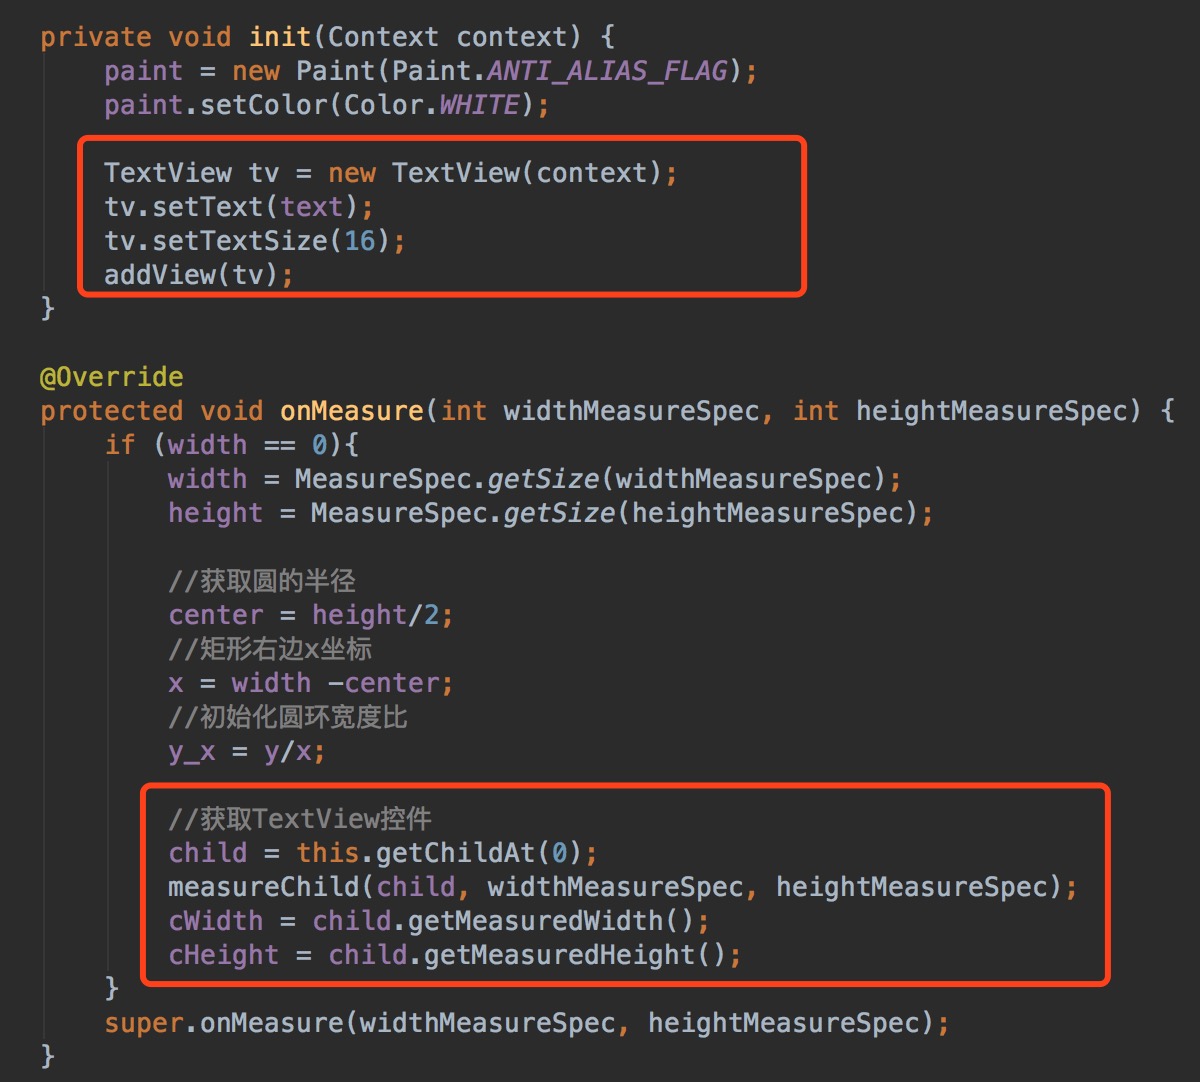 private void init(Context context) {
paint = new Paint(Paint.ANTI_ALIAS_FLAG);
paint.setColor(Color.WHITE);
TextView tv = new TextView(context);
tv.setText(text);
tv.setTextSize(16);
addView(tv);
}
@Override
protected void onMeasure(int widthMeasureSpec, int heightMeasureSpec) {
if (width == 0){
width = MeasureSpec.getSize(widthMeasureSpec);
height = MeasureSpec.getSize(heightMeasureSpec);
//获取圆的半径
center = height/2;
//矩形右边x坐标
x = width -center;
//初始化圆环宽度比
y_x = y/x;
//获取TextView控件
child = this.getChildAt(0);
measureChild(child, widthMeasureSpec, heightMeasureSpec);
cWidth = child.getMeasuredWidth();
cHeight = child.getMeasuredHeight();
}
super.onMeasure(widthMeasureSpec, heightMeasureSpec);
}